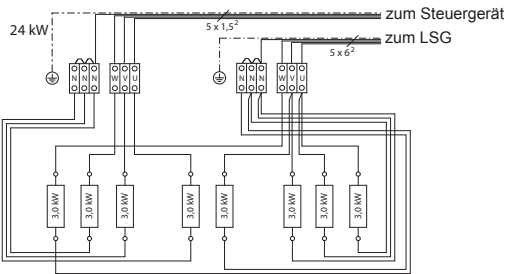 zum Steuergerät
24 kW
5 x 1,5²
zum LSG
5 x 6²
N N N W V U N N N W V U
3,0 kW 3,0 kW 3,0 kW 3,0 kW 3,0 kW 3,0 kW 3,0 kW 3,0 kW